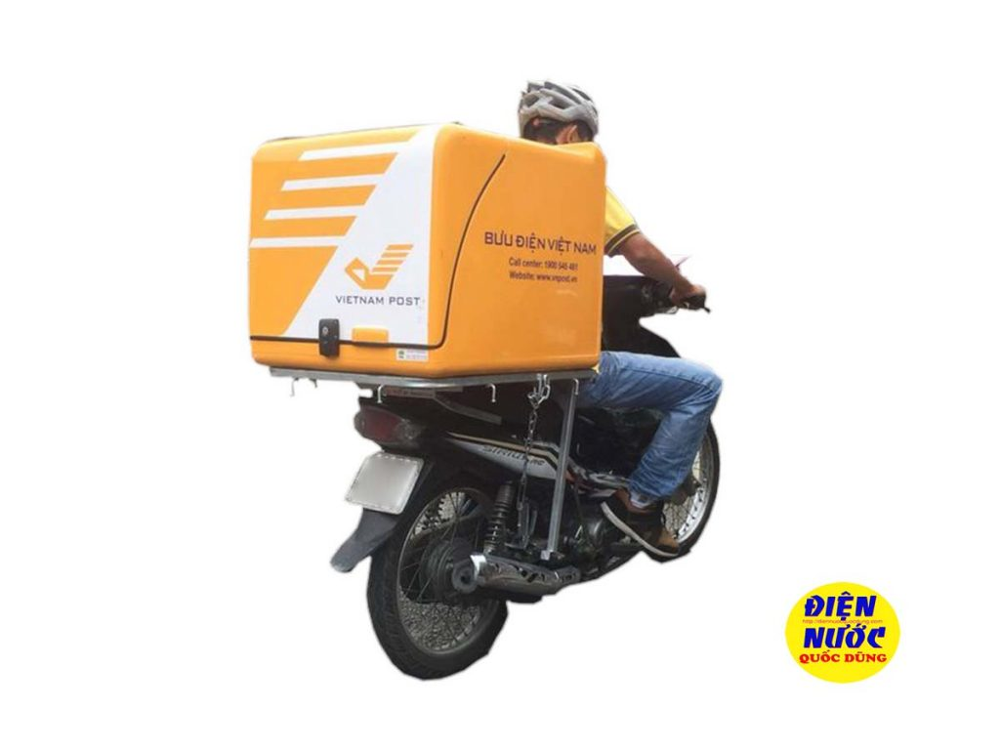 BƯU ĐIỆN VIỆT NAM
Call center: 1900 545 481
Website: www.vnpost.vn
VIETNAM POST
SIRIUS
ĐIỆN
NƯỚC
QUỐC DŨNG